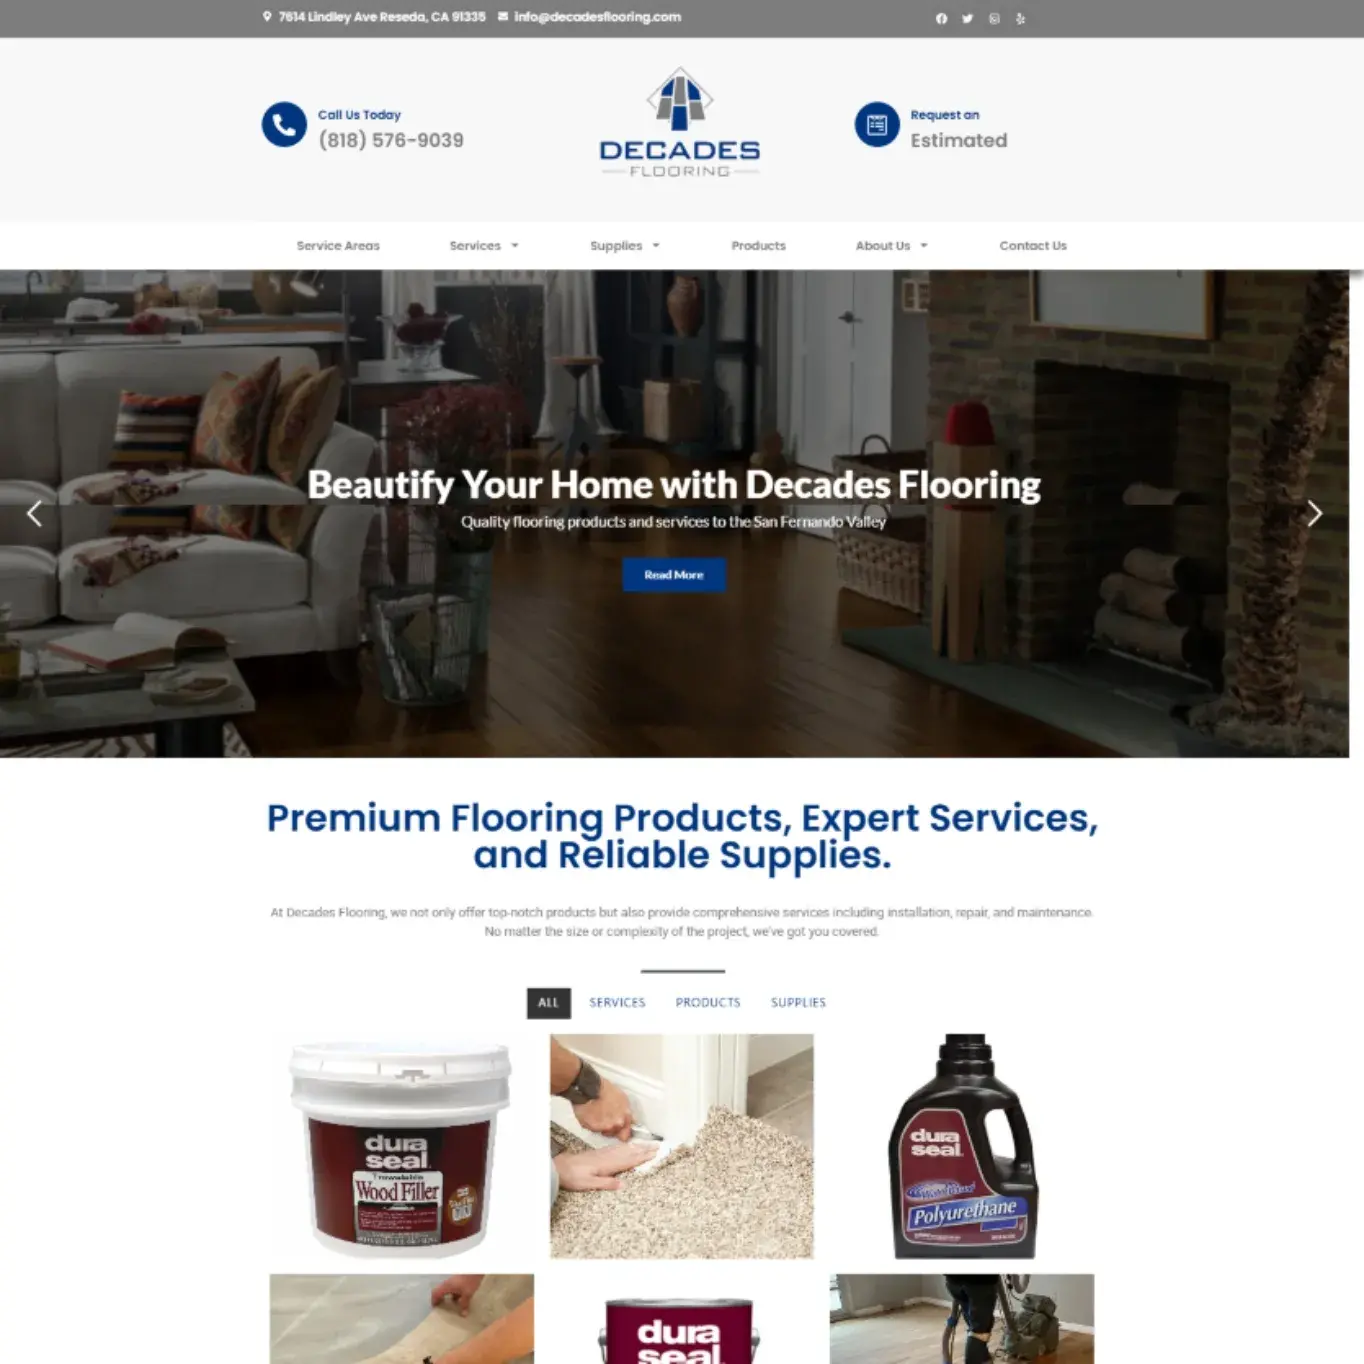 7614 Lindley Ave Reseda, CA 91335 info@decadesflooring.com
Call Us Today
(818) 576-9039
DECADES
FLOORING
Request an
Estimated
Service Areas Services Supplies Products About Us Contact Us
Beautify Your Home with Decades Flooring
Quality flooring products and services to the San Fernando Valley
Read More
Premium Flooring Products, Expert Services,
and Reliable Supplies.
At Decades Flooring, we not only offer top-notch products but also provide comprehensive services including installation, repair, and maintenance.
No matter the size or complexity of the project, we've got you covered.
ALL SERVICES PRODUCTS SUPPLIES
dura
seal
Trowelable
Wood Filler
dura
seal
Polyurethane
dura
seal